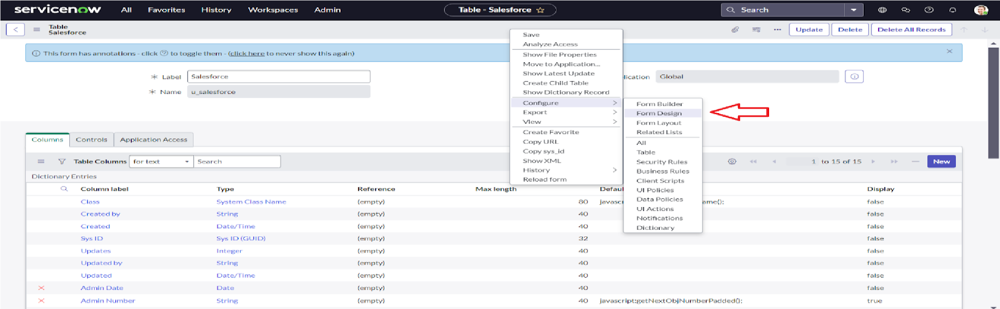 servicenow All Favorites History Workspaces Admin Table - Salesforce Search
Table
Salesforce
Update Delete Delete All Records
This form has annotations - click ? to toggle them - (click here to never show this again)
Label Salesforce
Name u_salesforce
lication Global
Save
Analyze Access
Show File Properties
Move to Application...
Show Latest Update
Create Child Table
Show Dictionary Record
Configure
Export
View
Create Favorite
Copy URL
Copy sys_id
Show XML
History
Reload form
Form Builder
Form Design
Form Layout
Related Lists
All
Table
Security Rules
Business Rules
Client Scripts
UI Policies
Data Policies
UI Actions
Notifications
Dictionary
Columns Controls Application Access
Table Columns for text Search 1 to 15 of 15 New
Dictionary Entries
Column label Type Reference Max length Defaul Display
Class System Class Name (empty) 80 javascr ame(); false
Created by String (empty) 40 false
Created Date/Time (empty) 40 false
Sys ID Sys ID (GUID) (empty) 32 false
Updates Integer (empty) 40 false
Updated by String (empty) 40 false
Updated Date/Time (empty) 40 false
Admin Date Date (empty) 40 false
Admin Number String (empty) 40 javascript:getNextObjNumberPadded(); true